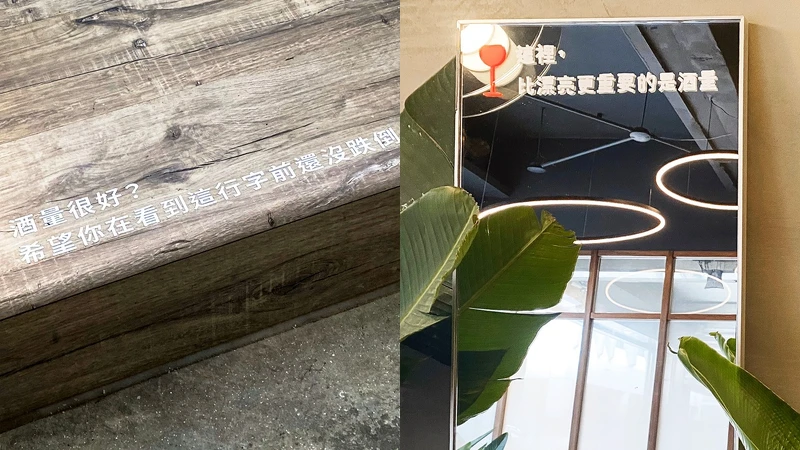 酒量很好？
希望你在看到這行字前還沒跌倒
這裡，
比漂亮更重要的是酒量